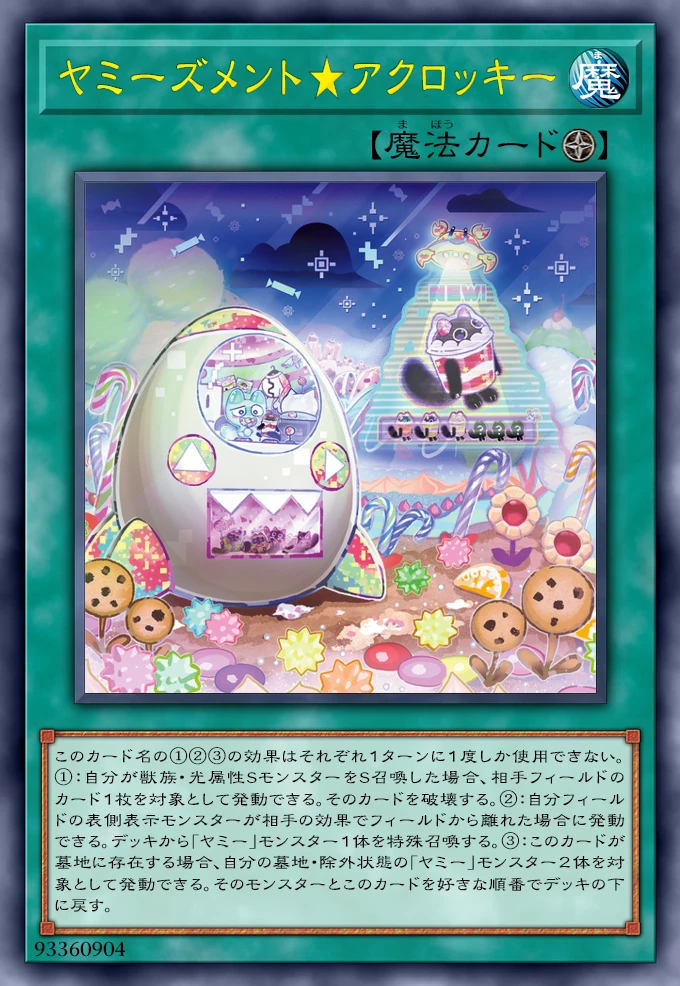 ヤミーズメント★アクロッキー
ま
魔
ま ほう
【魔法カード】
NEW!
このカード名の①②③の効果はそれぞれ1ターンに1度しか使用できない。
①:自分が獣族・光属性SモンスターをS召喚した場合、相手フィールドの
カード1枚を対象として発動できる。そのカードを破壊する。②:自分フィール
ドの表側表示モンスターが相手の効果でフィールドから離れた場合に発動
できる。デッキから「ヤミー」モンスター1体を特殊召喚する。③:このカードが
墓地に存在する場合、自分の墓地・除外状態の「ヤミー」モンスター2体を対
象として発動できる。そのモンスターとこのカードを好きな順番でデッキの下
に戻す。
93360904